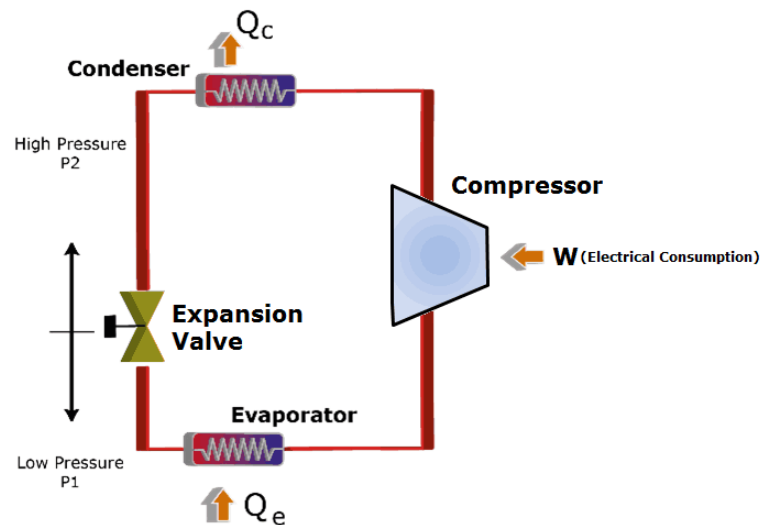 Qc
Condenser
High Pressure
P2
Compressor
W (Electrical Consumption)
Expansion
Valve
Evaporator
Low Pressure
P1
Qe